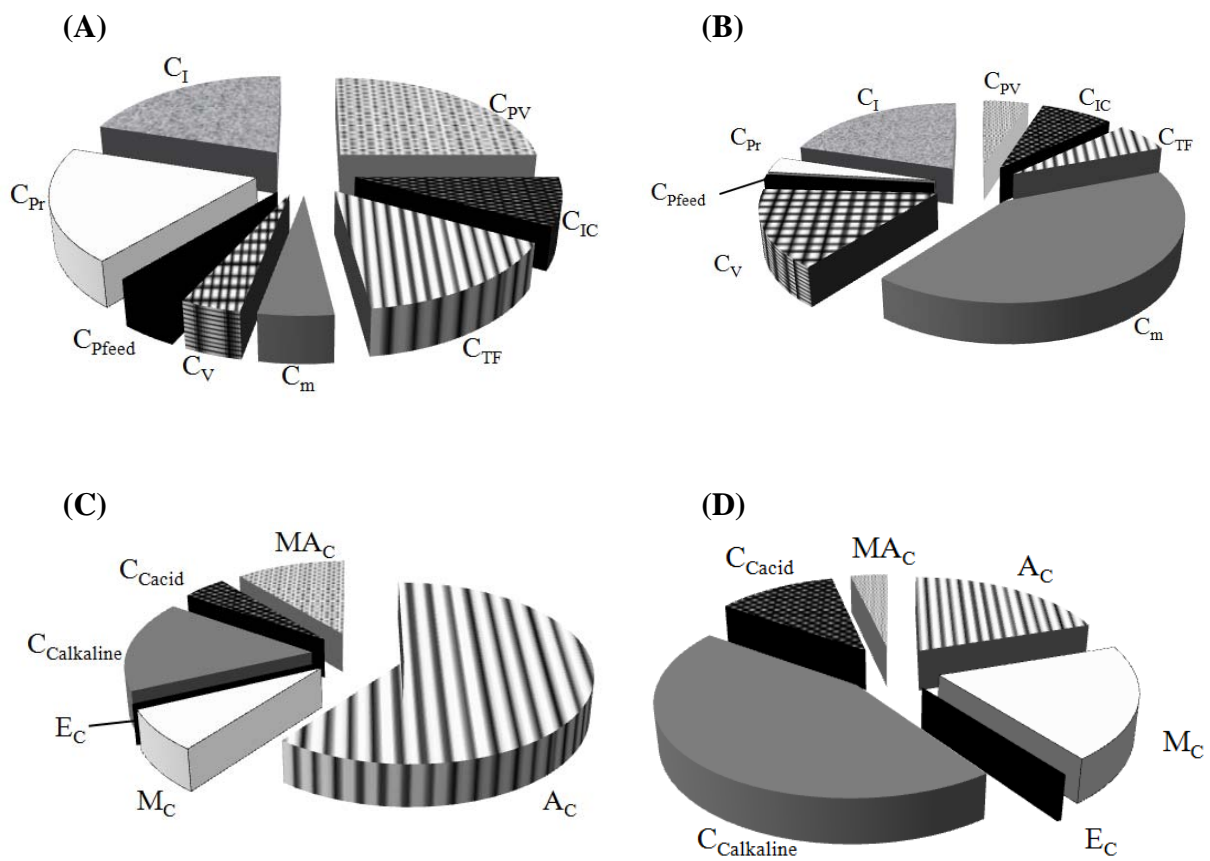 (A)
C_I
C_PV
C_IC
C_TF
C_m
C_V
C_Pfeed
C_Pr
(B)
C_I
C_PV
C_IC
C_TF
C_m
C_V
C_Pfeed
C_Pr
(C)
MA_C
C_Cacid
C_Calkaline
E_C
M_C
A_C
(D)
C_Cacid
MA_C
A_C
M_C
E_C
C_Calkaline